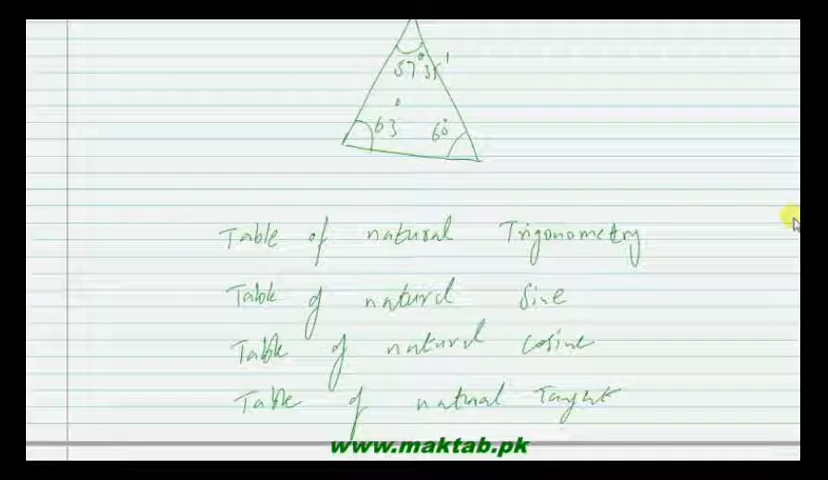 57° 35'
63° 60°
Table of natural Trigonometry
Table of natural Sine
Table of natural Cosine
Table of natural Tangent
www.maktab.pk